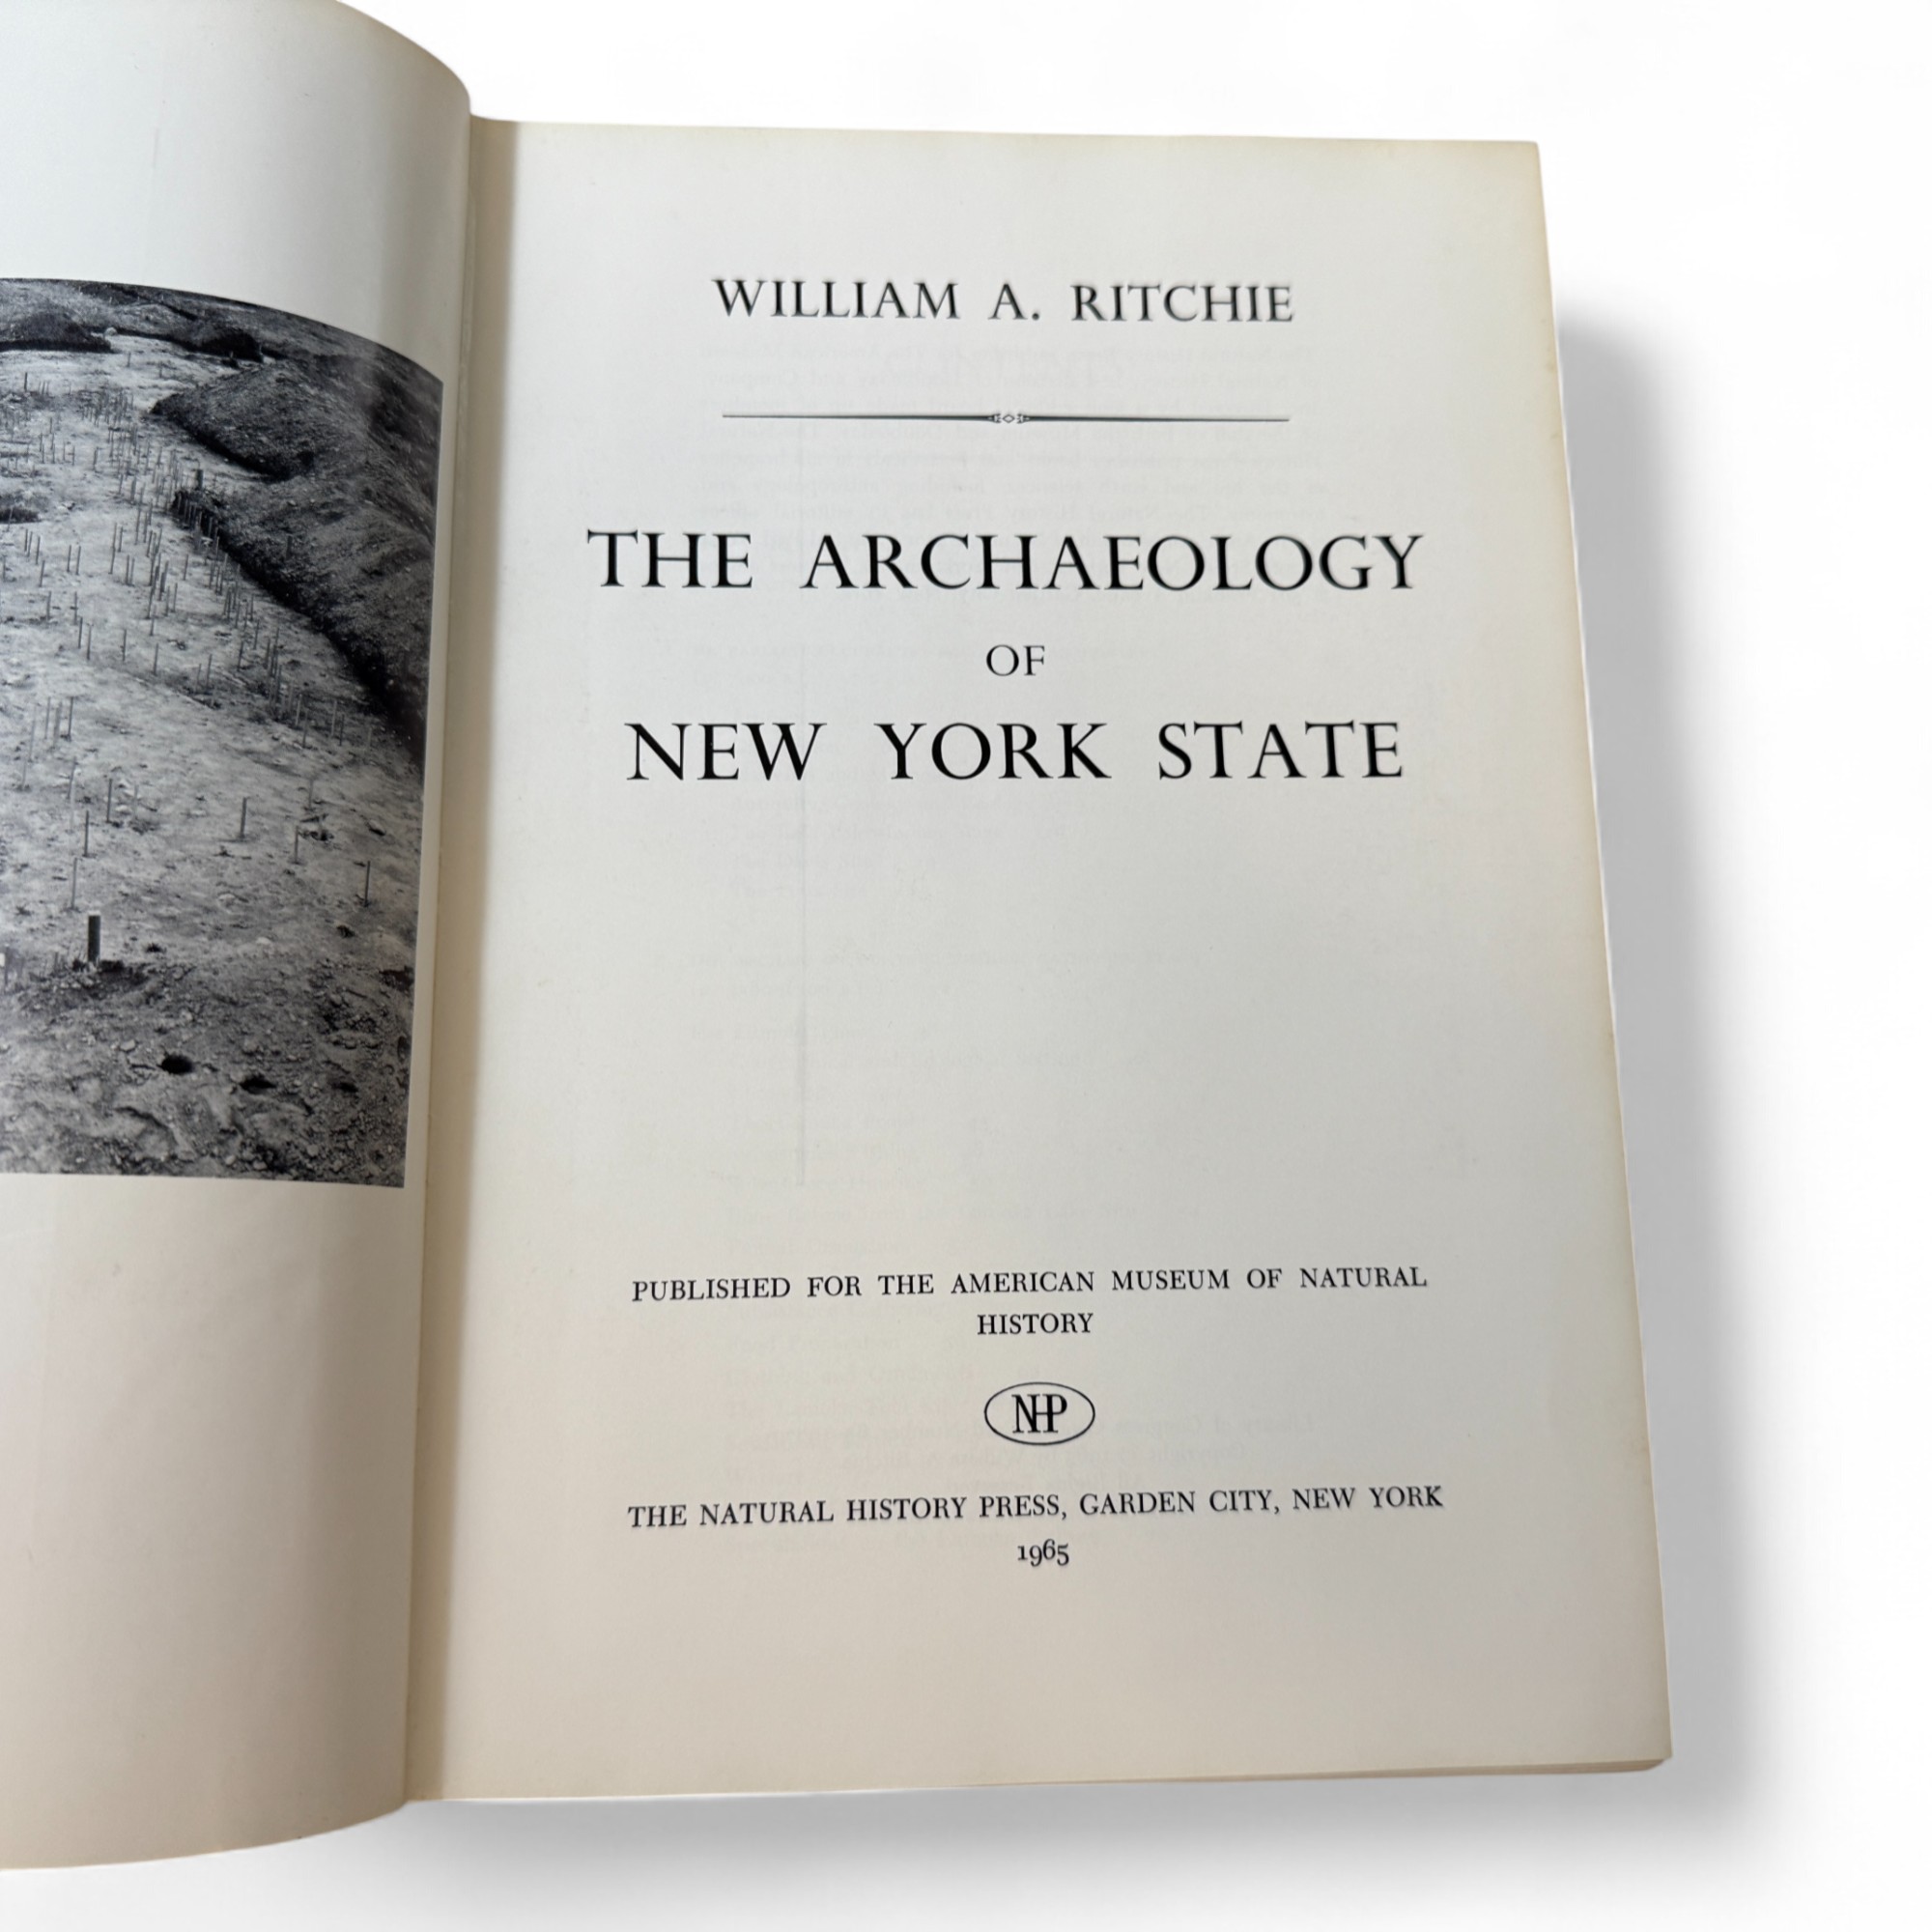 WILLIAM A. RITCHIE
THE ARCHAEOLOGY
OF
NEW YORK STATE
PUBLISHED FOR THE AMERICAN MUSEUM OF NATURAL
HISTORY
NHP
THE NATURAL HISTORY PRESS, GARDEN CITY, NEW YORK
1965